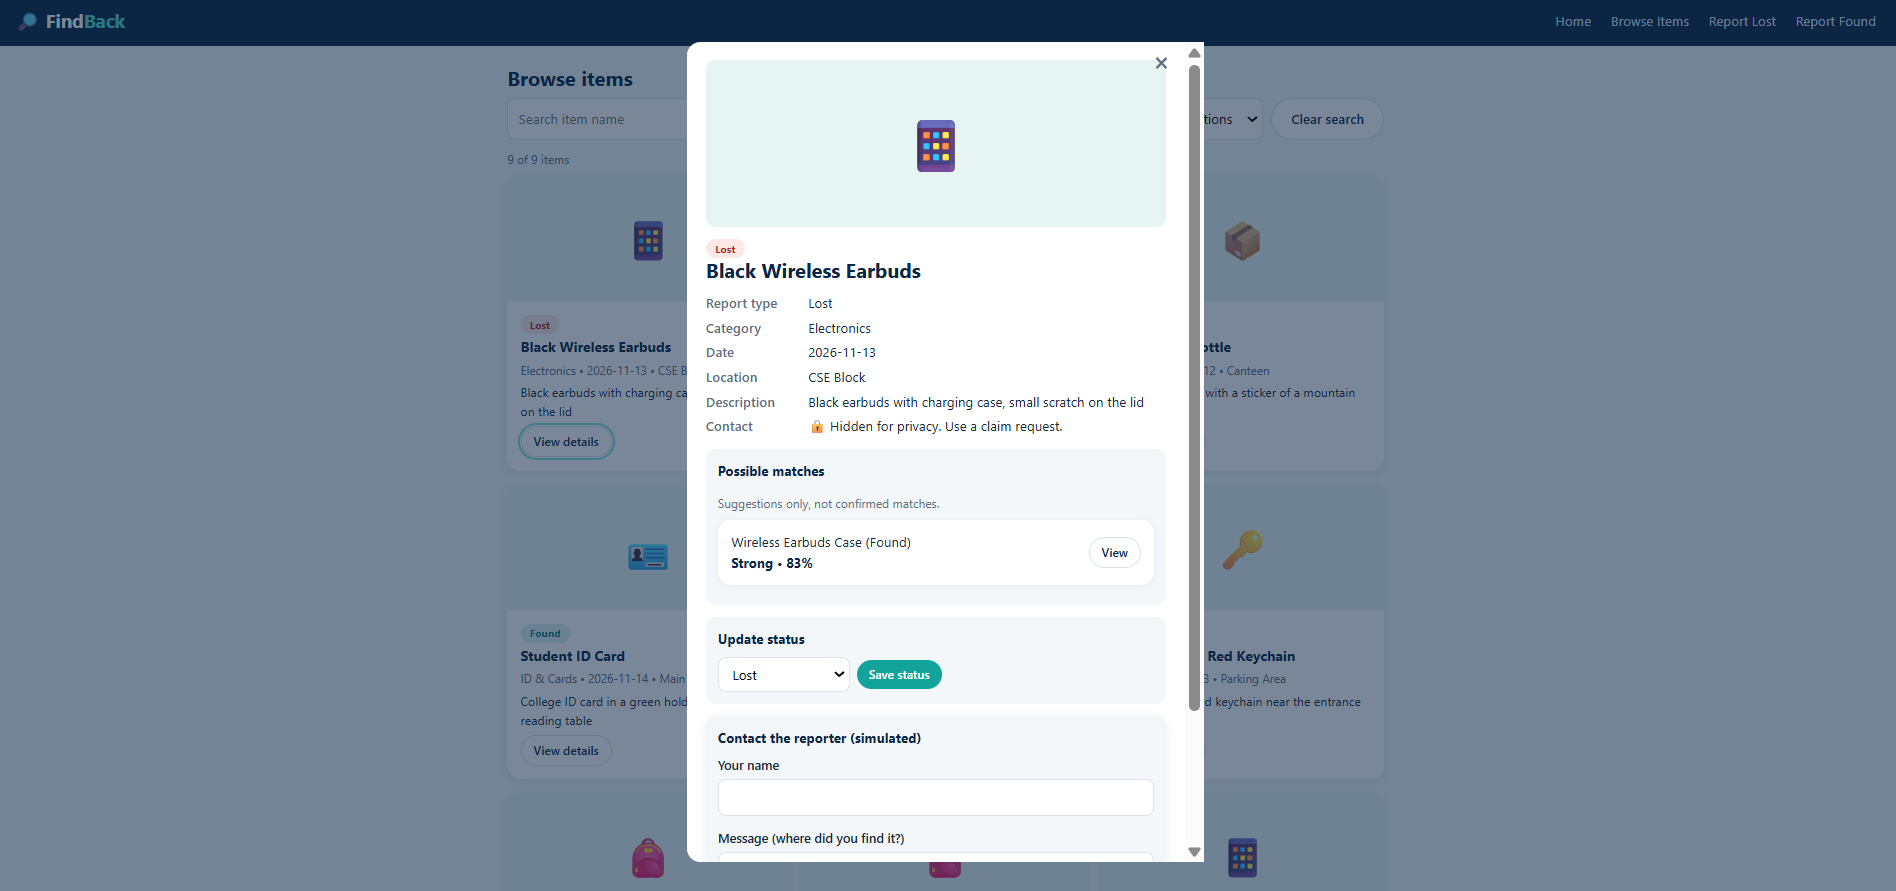 FindBack
Home Browse Items Report Lost Report Found
Browse items
Search item name
tions
Clear search
9 of 9 items
Lost
Black Wireless Earbuds
Electronics • 2026-11-13 • CSE B
Black earbuds with charging ca
on the lid
View details
ottle
12 • Canteen
with a sticker of a mountain
Found
Student ID Card
ID & Cards • 2026-11-14 • Main
College ID card in a green hold
reading table
View details
Red Keychain
3 • Parking Area
d keychain near the entrance
×
Lost
Black Wireless Earbuds
Report type Lost
Category Electronics
Date 2026-11-13
Location CSE Block
Description Black earbuds with charging case, small scratch on the lid
Contact 🔒 Hidden for privacy. Use a claim request.
Possible matches
Suggestions only, not confirmed matches.
Wireless Earbuds Case (Found)
Strong • 83%
View
Update status
Lost
Save status
Contact the reporter (simulated)
Your name
Message (where did you find it?)